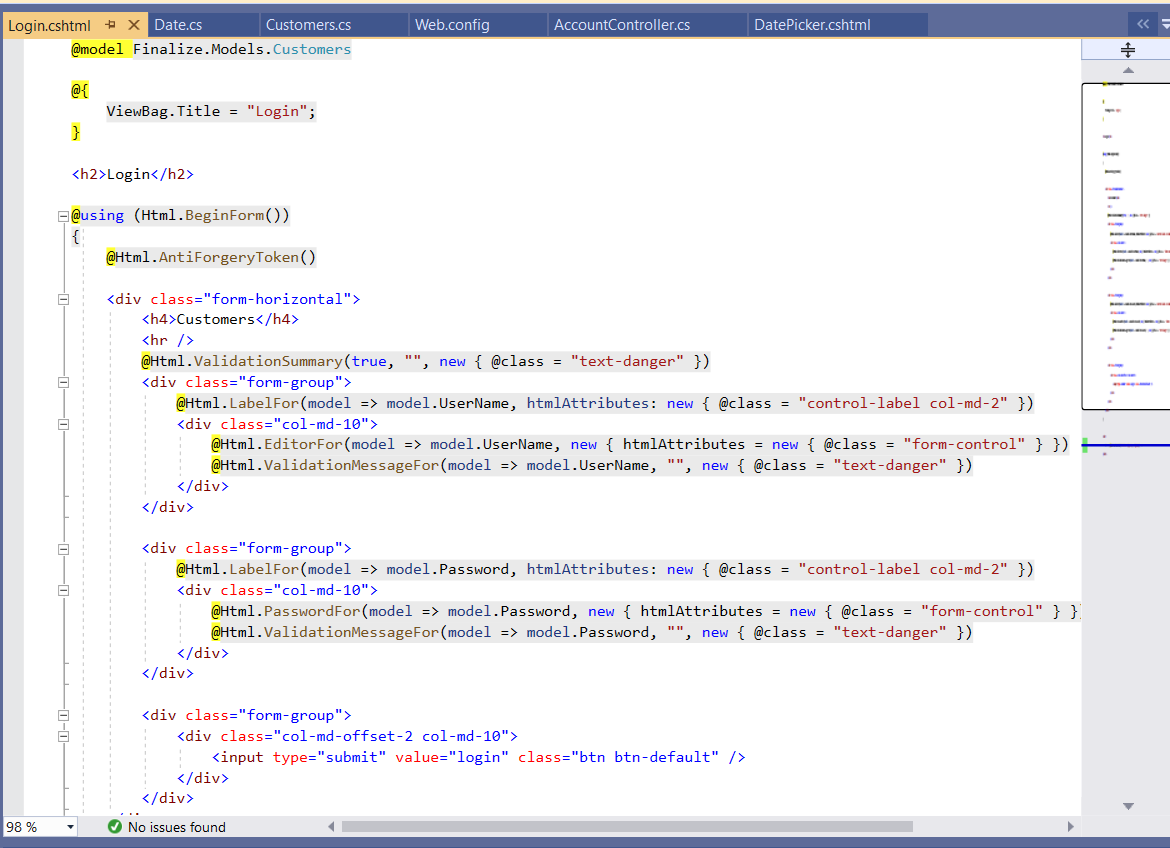 Login.cshtml Date.cs Customers.cs Web.config AccountController.cs DatePicker.cshtml
@model Finalize.Models.Customers
@{
ViewBag.Title = "Login";
}
<h2>Login</h2>
@using (Html.BeginForm())
{
@Html.AntiForgeryToken()
<div class="form-horizontal">
<h4>Customers</h4>
<hr />
@Html.ValidationSummary(true, "", new { @class = "text-danger" })
<div class="form-group">
@Html.LabelFor(model => model.UserName, htmlAttributes: new { @class = "control-label col-md-2" })
<div class="col-md-10">
@Html.EditorFor(model => model.UserName, new { htmlAttributes = new { @class = "form-control" } })
@Html.ValidationMessageFor(model => model.UserName, "", new { @class = "text-danger" })
</div>
</div>
<div class="form-group">
@Html.LabelFor(model => model.Password, htmlAttributes: new { @class = "control-label col-md-2" })
<div class="col-md-10">
@Html.PasswordFor(model => model.Password, new { htmlAttributes = new { @class = "form-control" } }
@Html.ValidationMessageFor(model => model.Password, "", new { @class = "text-danger" })
</div>
</div>
<div class="form-group">
<div class="col-md-offset-2 col-md-10">
<input type="submit" value="login" class="btn btn-default" />
</div>
</div>
98 % No issues found